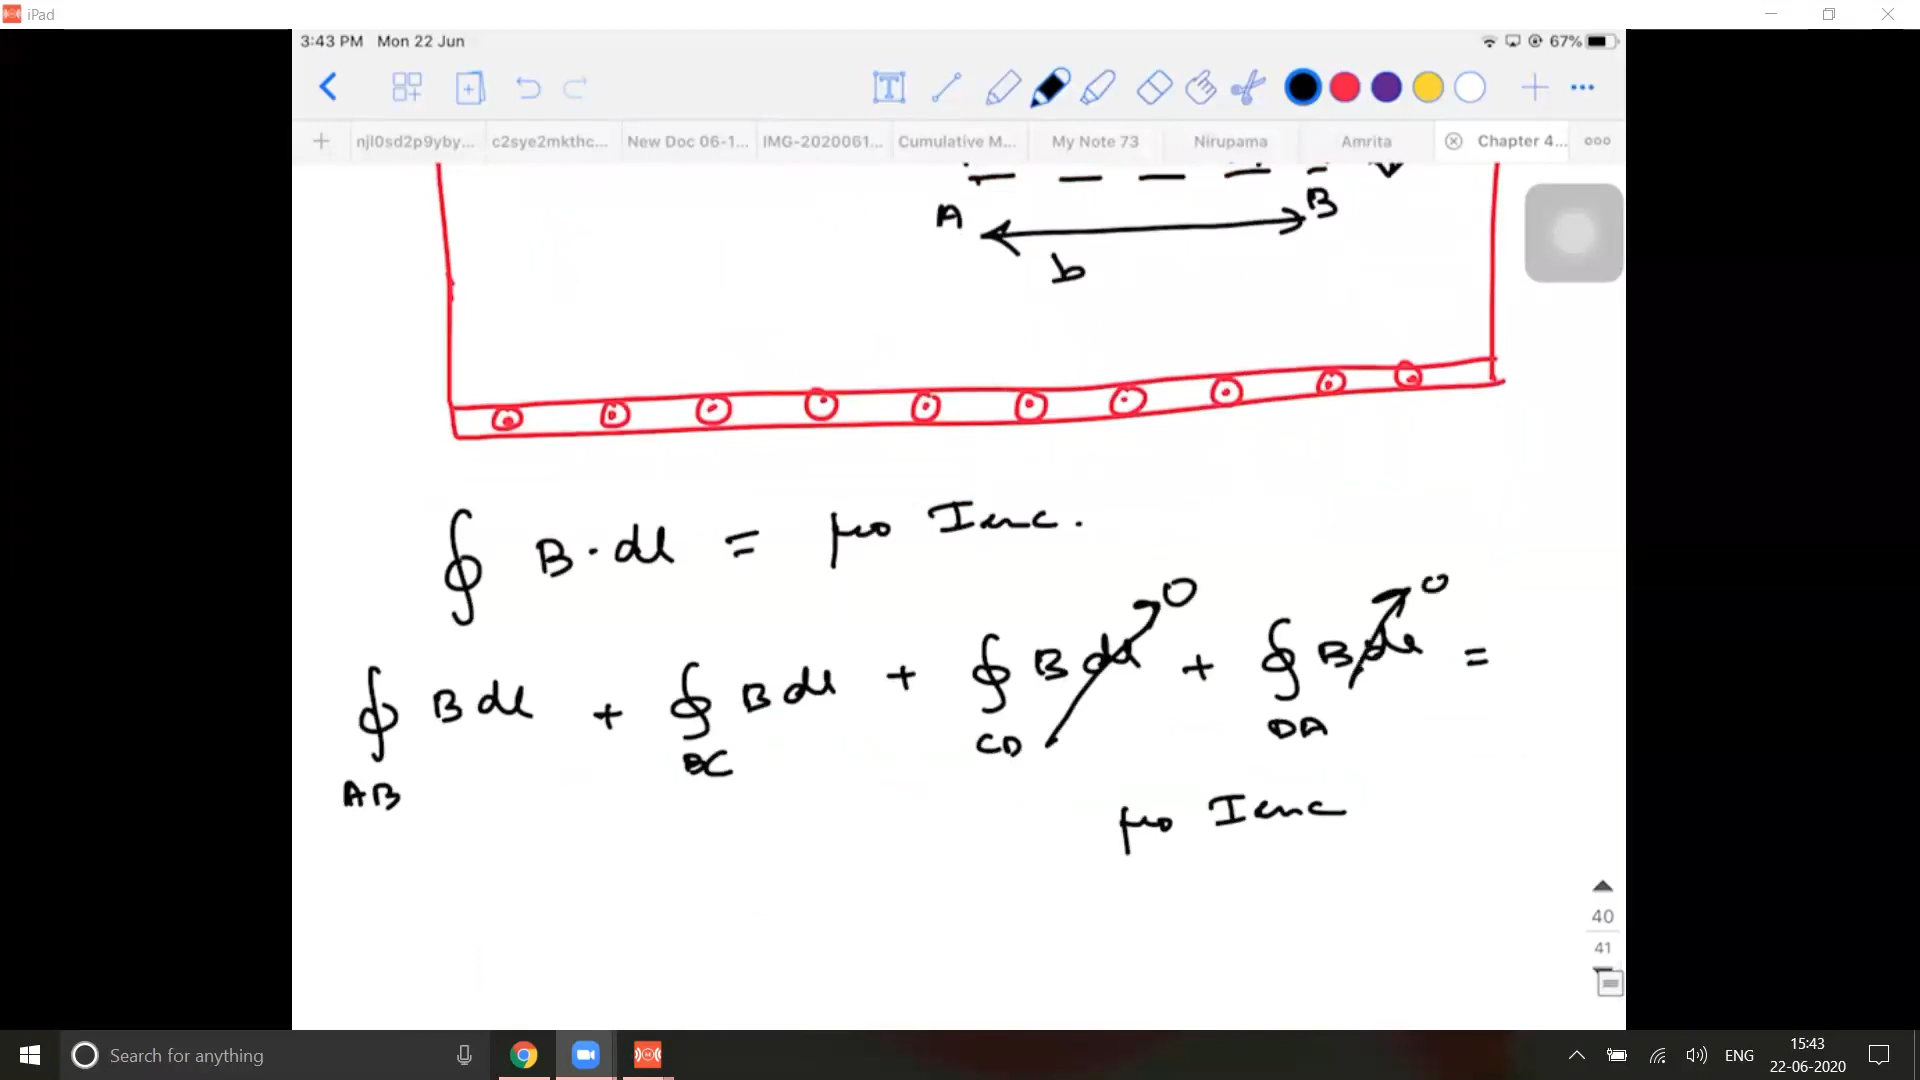 iPad
3:43 PM Mon 22 Jun
67%
njl0sd2p9yby... c2sye2mkthc... New Doc 06-1... IMG-2020061... Cumulative M... My Note 73 Nirupama Amrita Chapter 4...
A B
b
∮ B · dl = μo Ienc.
∮ B dl + ∮ B dl + ∮ B dl 0 + ∮ B dl 0 =
AB BC CD DA
μo Ienc
40
41
Search for anything
ENG
15:43
22-06-2020